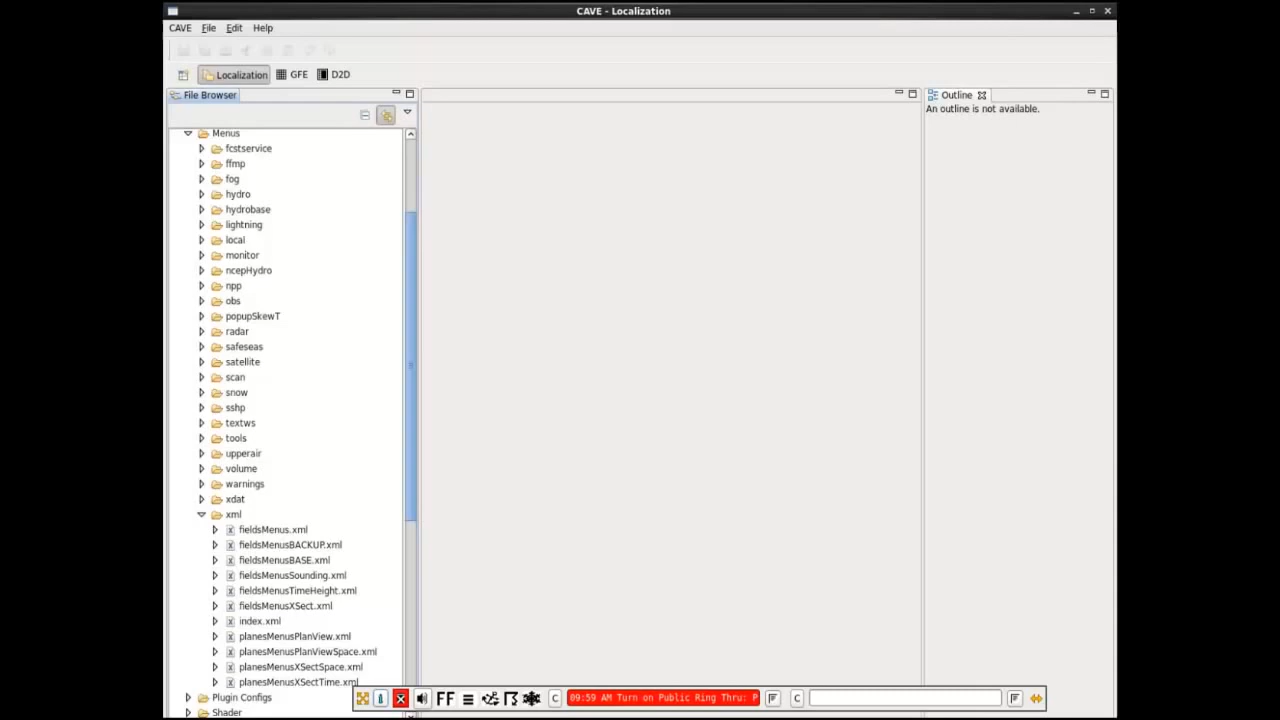 CAVE - Localization
CAVE File Edit Help
Localization GFE D2D
File Browser
Outline
An outline is not available.
Menus
fcstservice
ffmp
fog
hydro
hydrobase
lightning
local
monitor
ncepHydro
npp
obs
popupSkewT
radar
safeseas
satellite
scan
snow
sshp
textws
tools
upperair
volume
warnings
xdat
xml
fieldsMenus.xml
fieldsMenusBACKUP.xml
fieldsMenusBASE.xml
fieldsMenusSounding.xml
fieldsMenusTimeHeight.xml
fieldsMenusXSect.xml
index.xml
planesMenusPlanView.xml
planesMenusPlanViewSpace.xml
planesMenusXSectSpace.xml
planesMenusXSectTime.xml
Plugin Configs
Shader
FF C 09:59 AM Turn on Public Ring Thru: P C